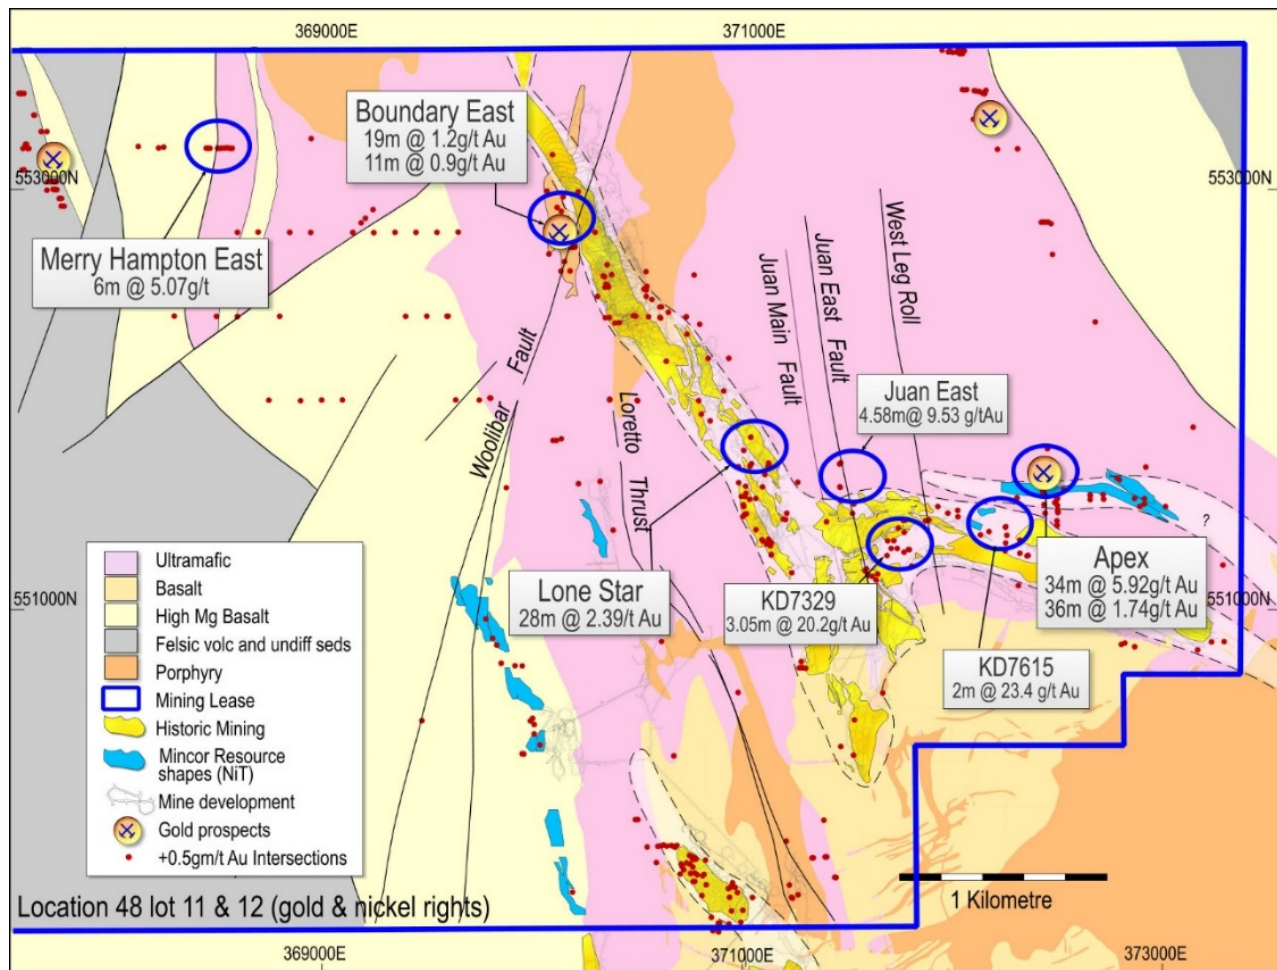 369000E
371000E
Boundary East
19m @ 1.2g/t Au
11m @ 0.9g/t Au
553000N
553000N
Merry Hampton East
6m @ 5.07g/t
West Leg Roll
Juan East Fault
Juan Main Fault
Woolibar Fault
Loretto Thrust
Juan East
4.58m@ 9.53 g/tAu
?
Ultramafic
Basalt
High Mg Basalt
Felsic volc and undiff seds
Porphyry
Mining Lease
Historic Mining
Mincor Resource
shapes (NiT)
Mine development
Gold prospects
+0.5gm/t Au Intersections
Lone Star
28m @ 2.39/t Au
KD7329
3.05m @ 20.2g/t Au
Apex
34m @ 5.92g/t Au
36m @ 1.74g/t Au
KD7615
2m @ 23.4 g/t Au
551000N
551000N
1 Kilometre
Location 48 lot 11 & 12 (gold & nickel rights)
369000E
371000E
373000E